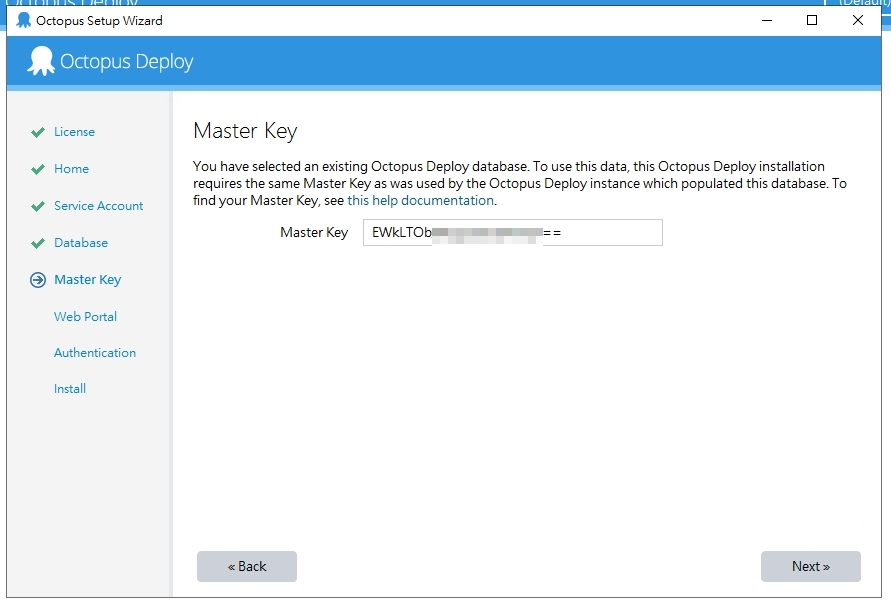 Octopus Deploy
(Default)
Octopus Setup Wizard
Octopus Deploy
License
Home
Service Account
Database
Master Key
Web Portal
Authentication
Install
Master Key
You have selected an existing Octopus Deploy database. To use this data, this Octopus Deploy installation
requires the same Master Key as was used by the Octopus Deploy instance which populated this database. To
find your Master Key, see this help documentation.
Master Key EWkLTOb ==
« Back
Next »